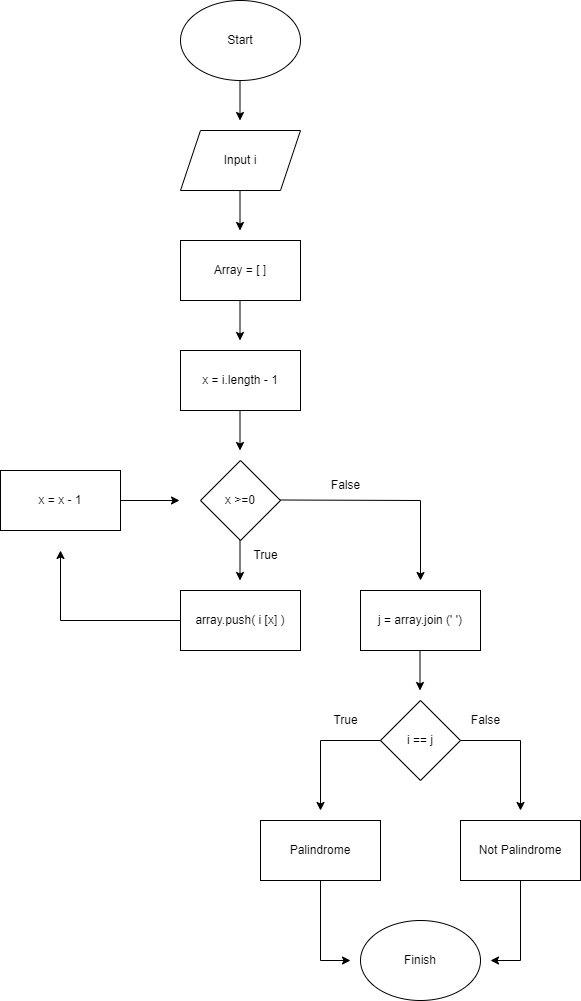 Start
Input i
Array = [ ]
x = i.length - 1
x = x - 1
x >=0
False
True
array.push( i [x] )
j = array.join (' ')
True
False
i == j
Palindrome
Not Palindrome
Finish